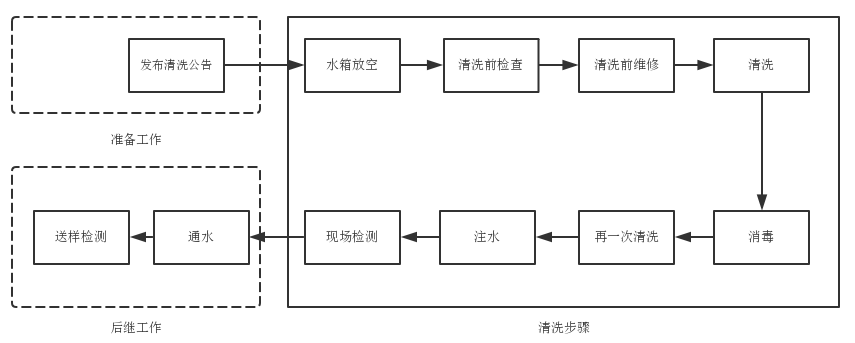 发布清洗公告
水箱放空
清洗前检查
清洗前维修
清洗
准备工作
送样检测
通水
现场检测
注水
再一次清洗
消毒
后继工作
清洗步骤